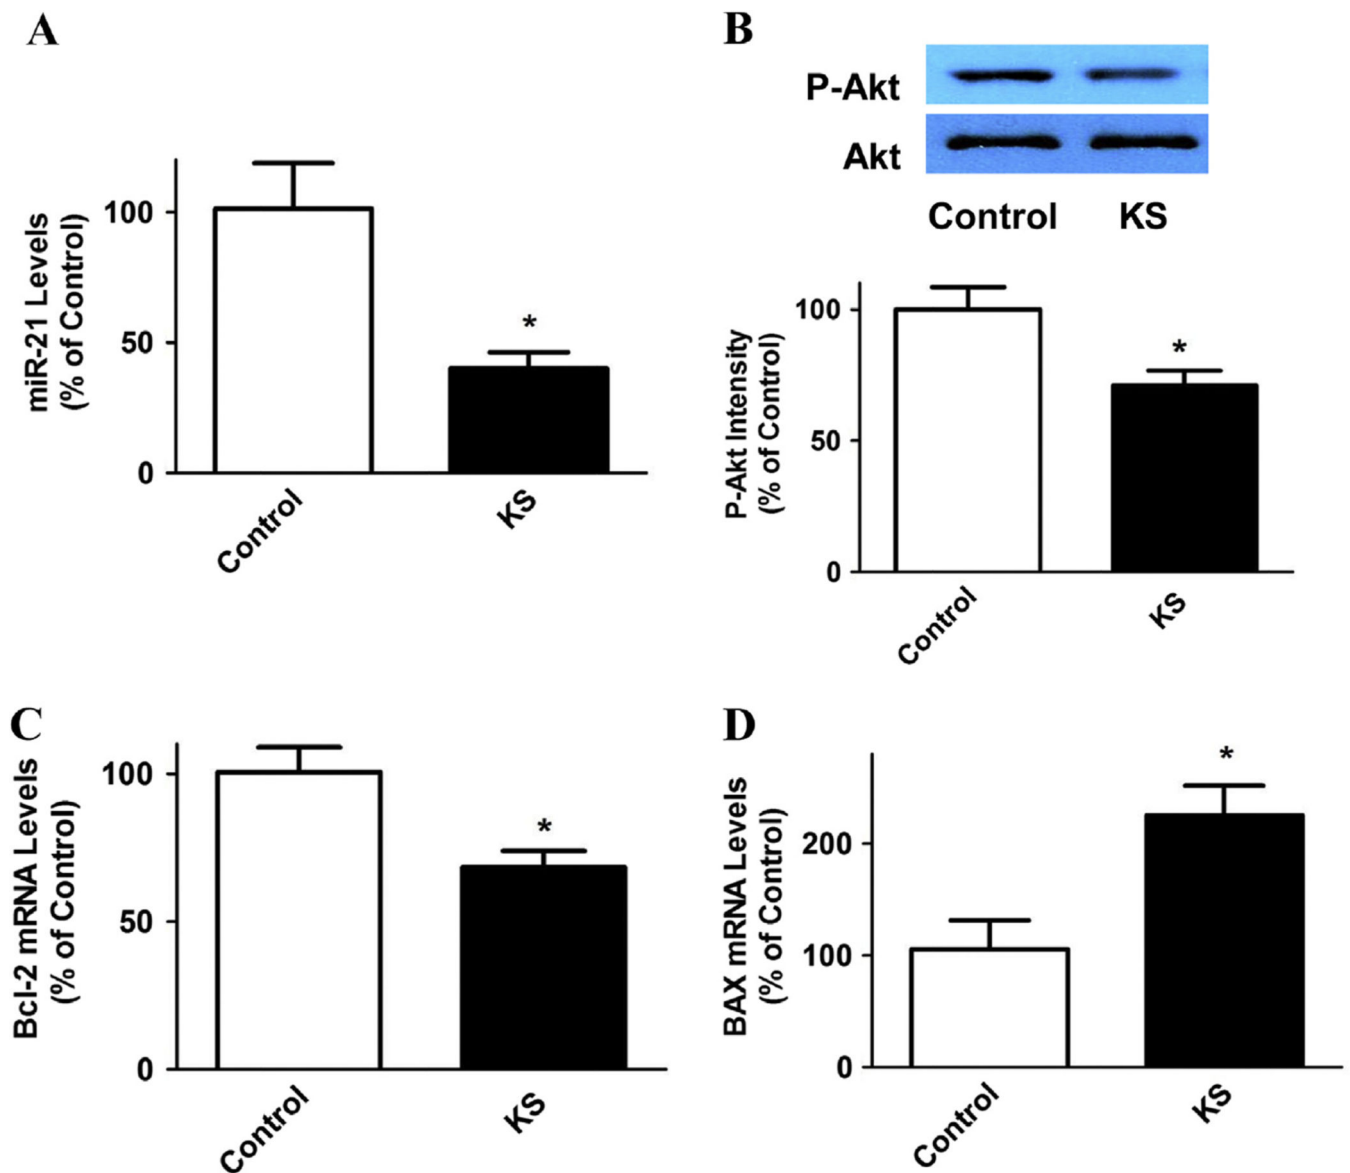 A
miR-21 Levels
(% of Control)
100
50
0
*
Control
KS
B
P-Akt
Akt
Control
KS
P-Akt Intensity
(% of Control)
100
50
0
*
Control
KS
C
Bcl-2 mRNA Levels
(% of Control)
100
50
0
*
Control
KS
D
BAX mRNA Levels
(% of Control)
200
100
0
*
Control
KS